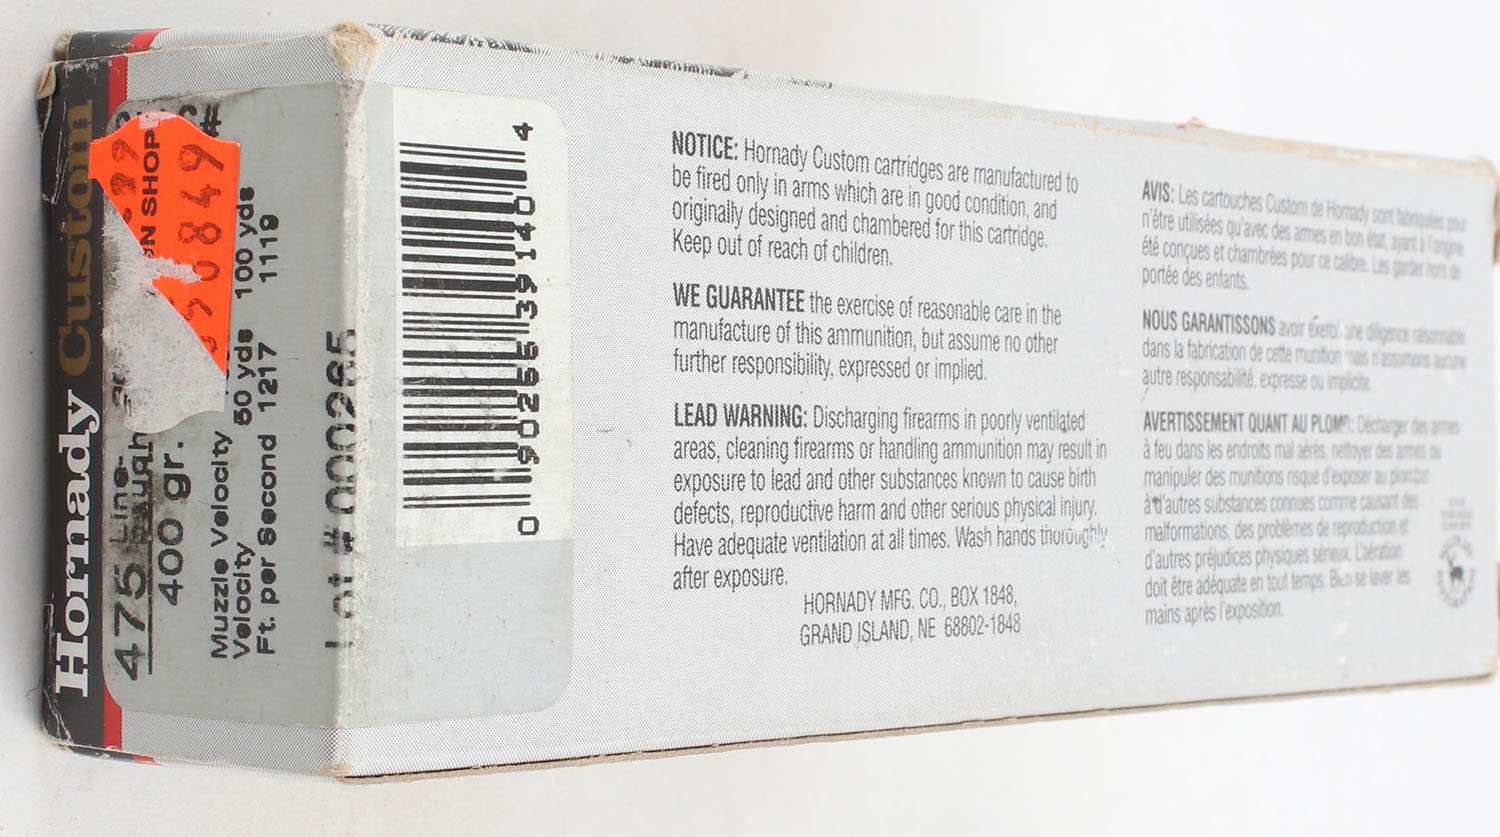 Hornady Custom
475 Line-
baugh
400 gr.
UN SHOP
50849
#
Muzzle Velocity
Velocity 50 yds 100 yds
Ft. per Second 1217 1119
Lot #000285
0 90255 39140 4
NOTICE: Hornady Custom cartridges are manufactured to
be fired only in arms which are in good condition, and
originally designed and chambered for this cartridge.
Keep out of reach of children.
WE GUARANTEE the exercise of reasonable care in the
manufacture of this ammunition, but assume no other
further responsibility, expressed or implied.
LEAD WARNING: Discharging firearms in poorly ventilated
areas, cleaning firearms or handling ammunition may result in
exposure to lead and other substances known to cause birth
defects, reproductive harm and other serious physical injury.
Have adequate ventilation at all times. Wash hands thoroughly
after exposure.
HORNADY MFG. CO., BOX 1848,
GRAND ISLAND, NE 68802-1848
AVIS: Les cartouches Custom de Hornady sont fabriquées pour
n'être utilisées qu'avec des armes en bon état, ayant à l'origine
été conçues et chambrées pour ce calibre. Les garder hors de
portée des enfants.
NOUS GARANTISSONS avoir exercé une diligence raisonnable
dans la fabrication de cette munition mais n'assumons aucune
autre responsabilité, expresse ou implicite.
AVERTISSEMENT QUANT AU PLOMB: Décharger des armes
à feu dans les endroits mal aérés, nettoyer des armes ou
manipuler des munitions risque d'exposer au plomb et
à d'autres substances connues comme causant des
malformations, des problèmes de reproduction et
d'autres préjudices physiques sérieux. L'aération
doit être adéquate en tout temps. Bien se laver les
mains après l'exposition.